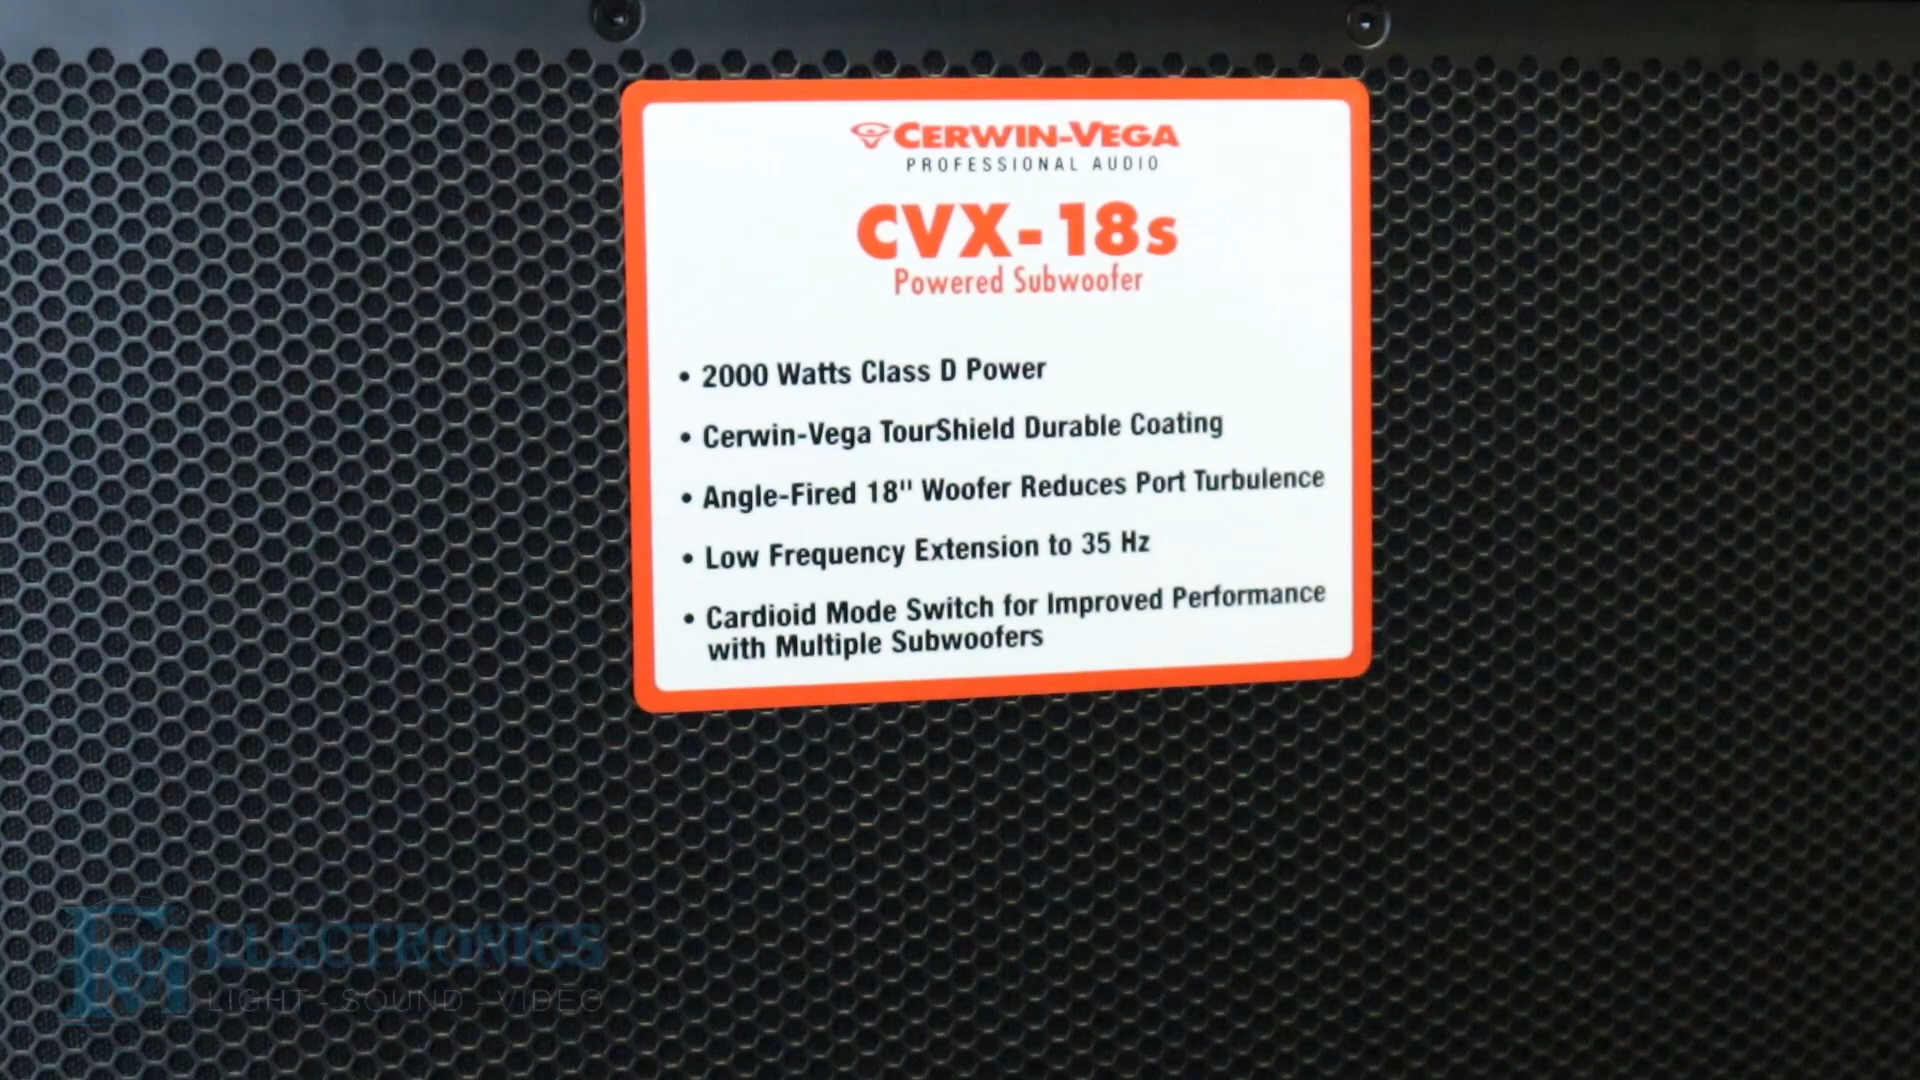 CERWIN-VEGA
PROFESSIONAL AUDIO
CVX-18s
Powered Subwoofer
• 2000 Watts Class D Power
• Cerwin-Vega TourShield Durable Coating
• Angle-Fired 18" Woofer Reduces Port Turbulence
• Low Frequency Extension to 35 Hz
• Cardioid Mode Switch for Improved Performance
with Multiple Subwoofers
FM ELECTRONICS
LIGHT - SOUND - VIDEO